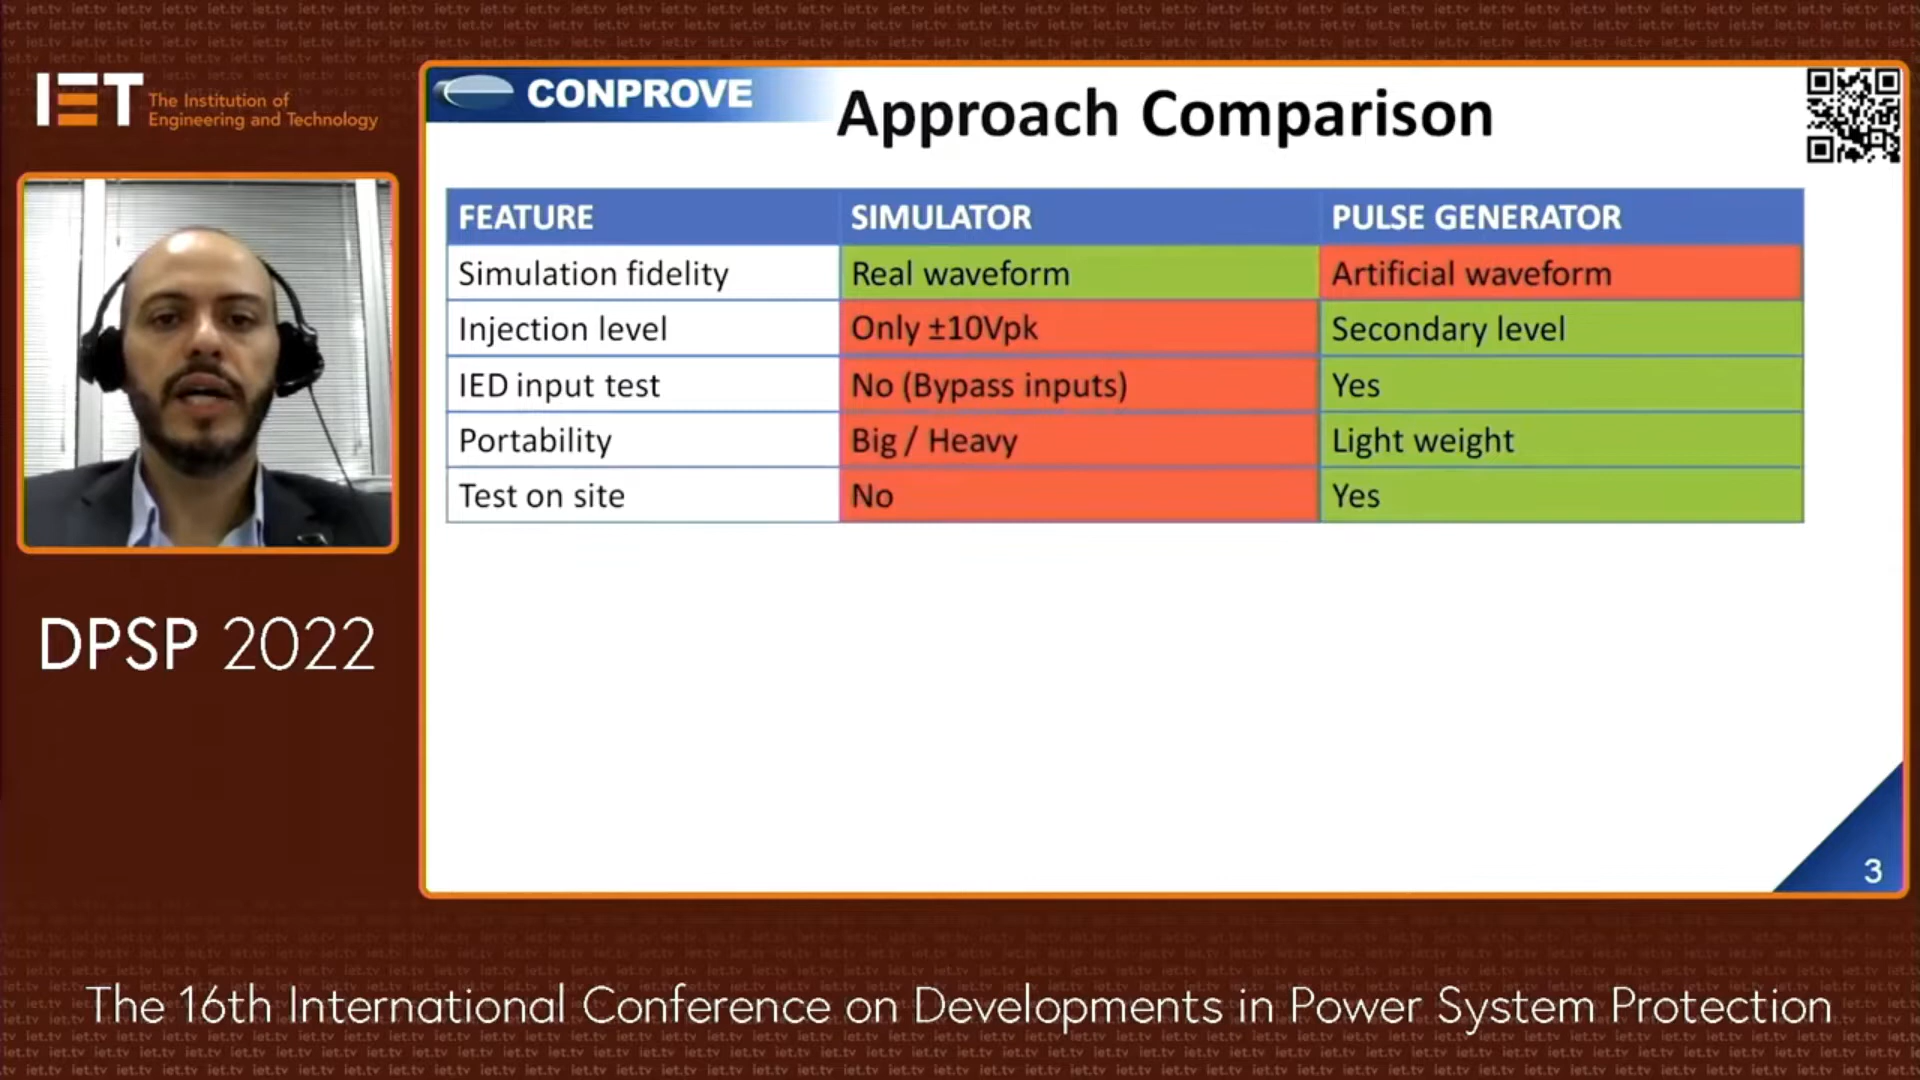 IET The Institution of
Engineering and Technology
CONPROVE
Approach Comparison
FEATURE SIMULATOR PULSE GENERATOR
Simulation fidelity Real waveform Artificial waveform
Injection level Only ±10Vpk Secondary level
IED input test No (Bypass inputs) Yes
Portability Big / Heavy Light weight
Test on site No Yes
3
DPSP 2022
The 16th International Conference on Developments in Power System Protection
iet.tv